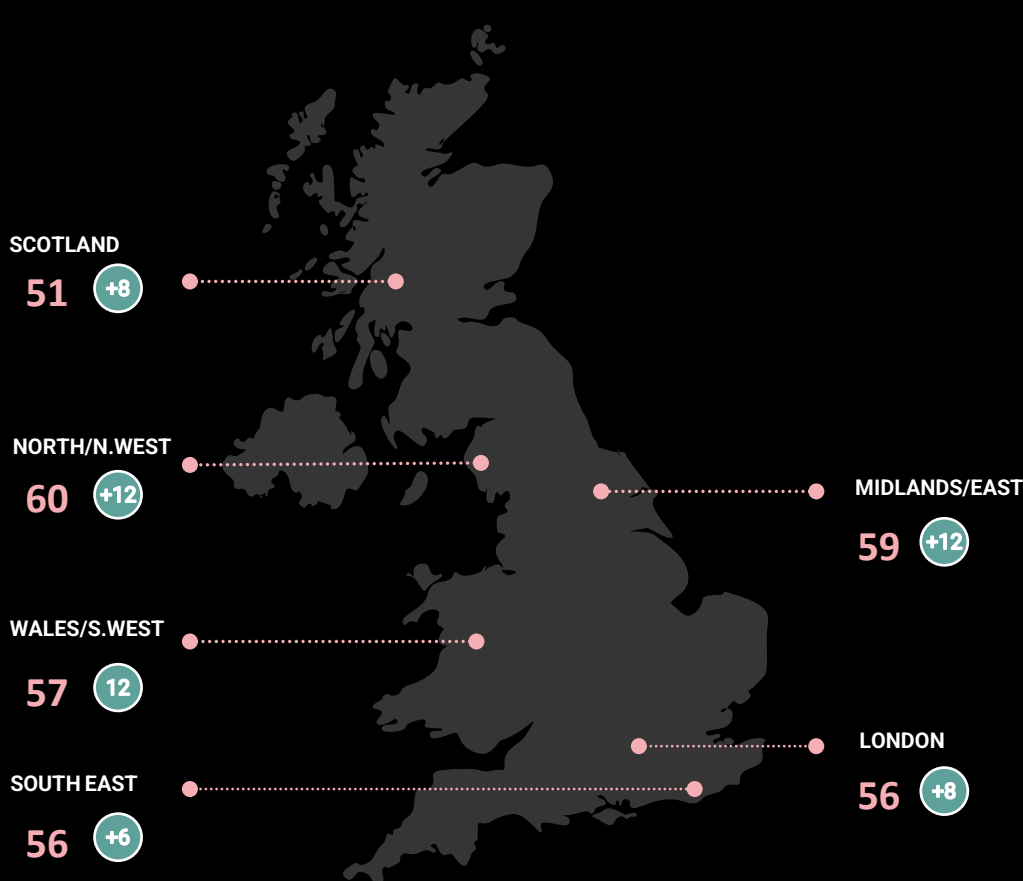 SCOTLAND
51 +8
NORTH/N.WEST
60 +12
MIDLANDS/EAST
59 +12
WALES/S.WEST
57 12
LONDON
56 +8
SOUTH EAST
56 +6